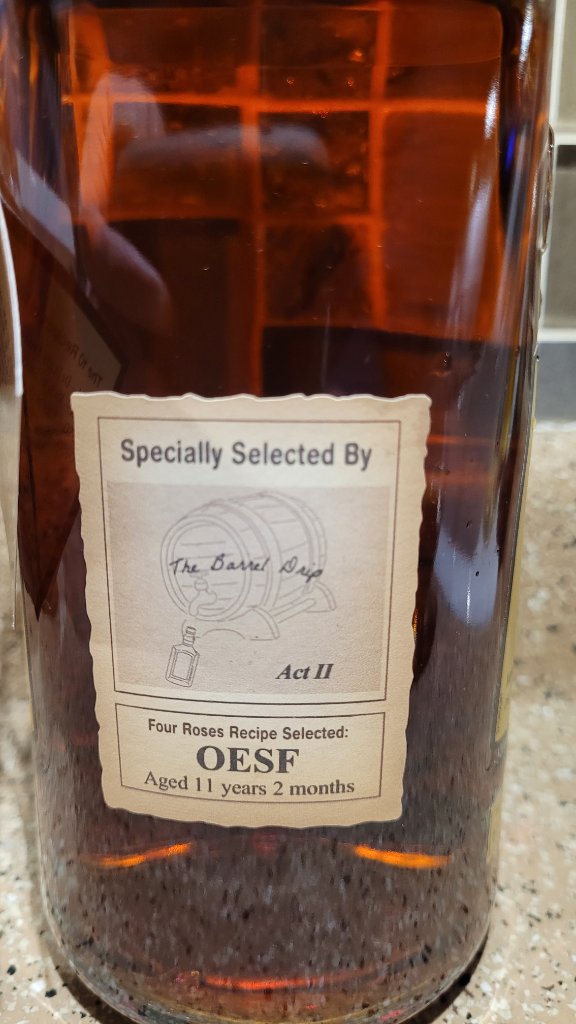 Specially Selected By
The Barrel Drip
Act II
Four Roses Recipe Selected:
OESF
Aged 11 years 2 months